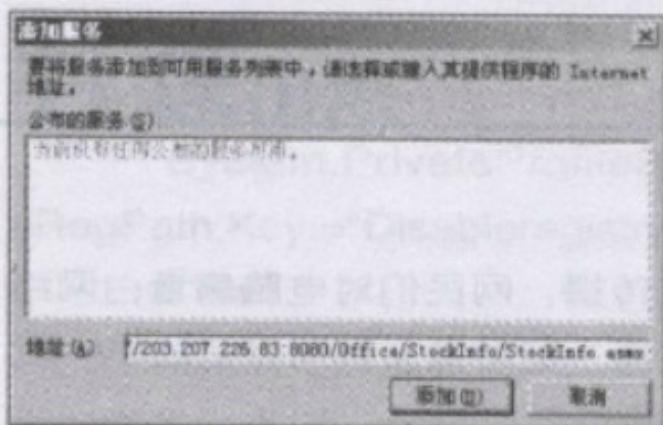 添加服务
要将服务添加到可用服务列表中，请选择或键入其提供程序的 Internet
地址。
公布的服务(S)
当前没有任何公布的服务可用。
地址(A) /203.207.226.83:8080/Office/StockInfo/StockInfo.asmx
添加(D) 取消